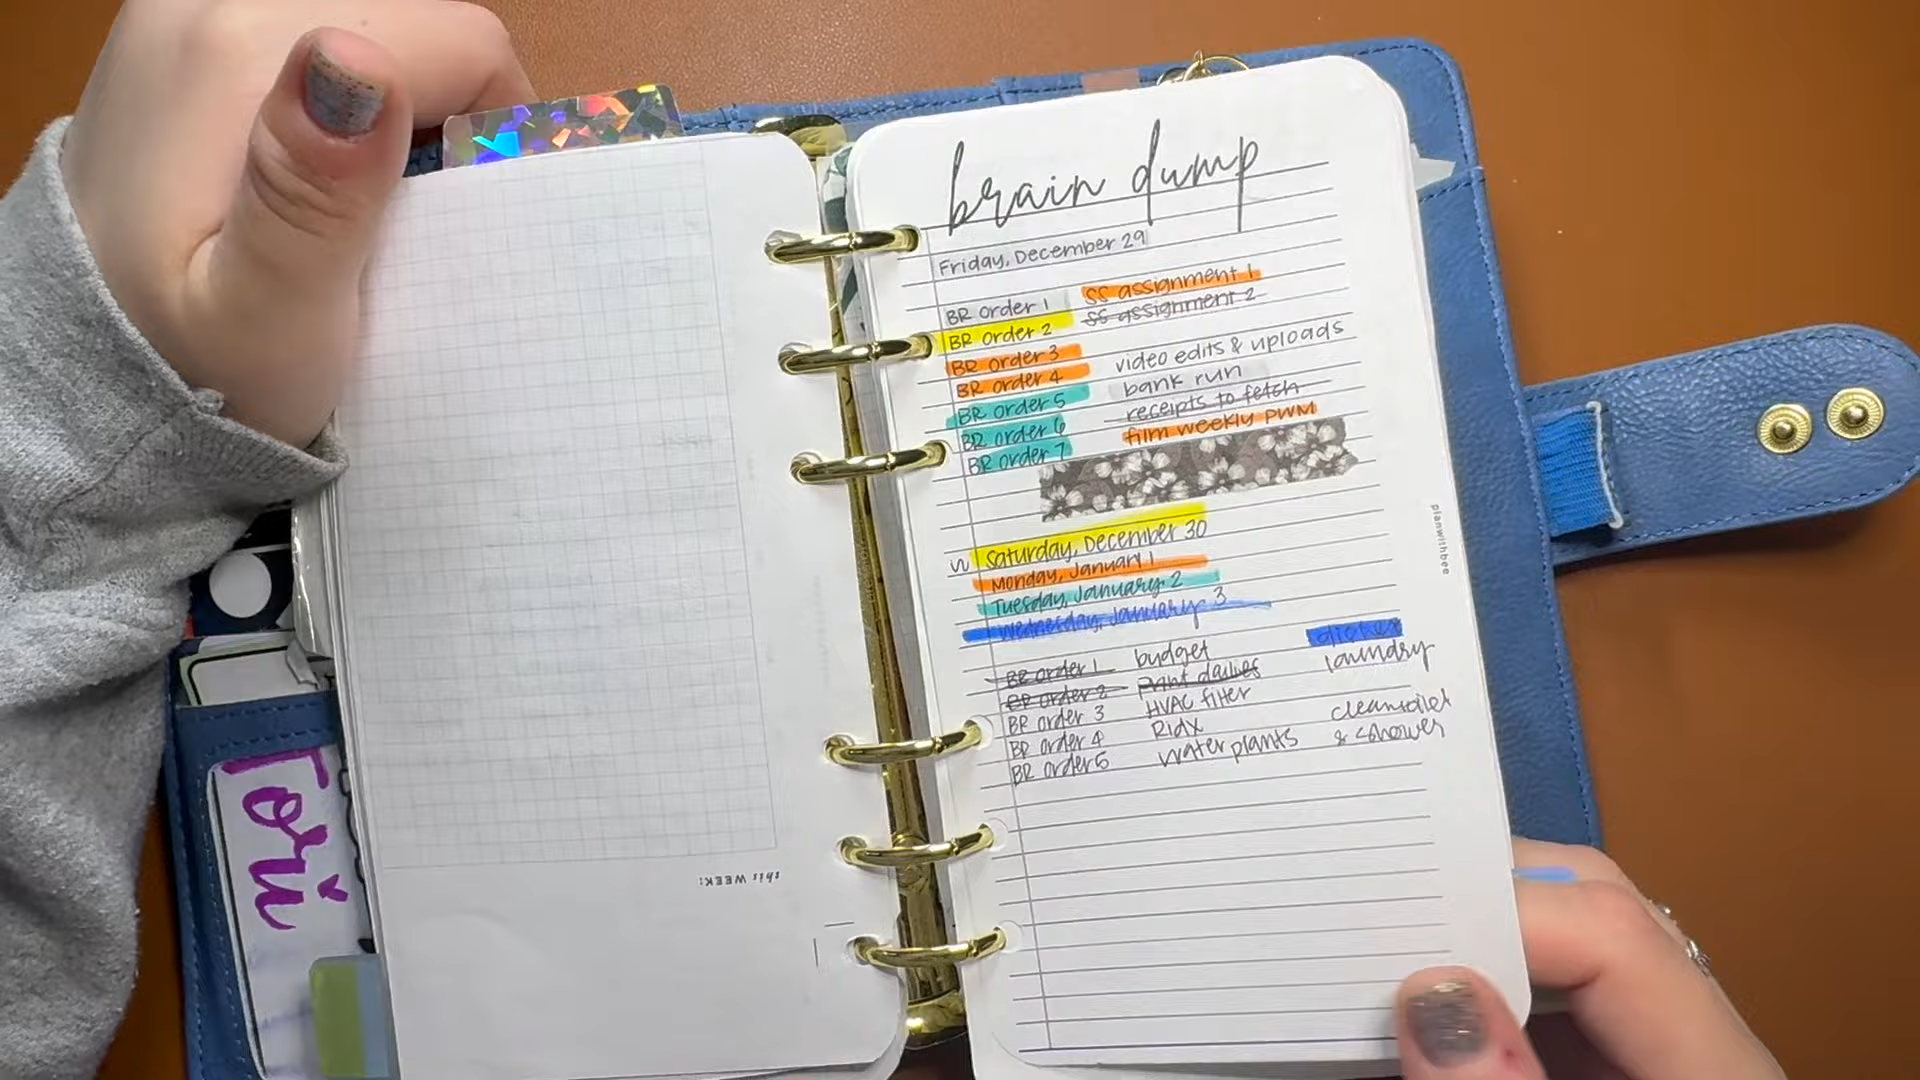 brain dump
Friday, December 29
BR order 1
BR order 2
BR order 3
BR order 4
BR order 5
BR order 6
BR order 7
SS assignment 1
SS assignment 2
video edits & uploads
bank run
receipts to fetch
film weekly PWM
Saturday, December 30
Monday, January 1
Tuesday, January 2
Wednesday, January 3
BR order 1
BR order 2
BR order 3
BR order 4
BR order 5
budget
print dailies
HVAC filter
RidX
water plants
dishes
laundry
clean toilet
& shower
planwithbee
this WEEK:
Tori